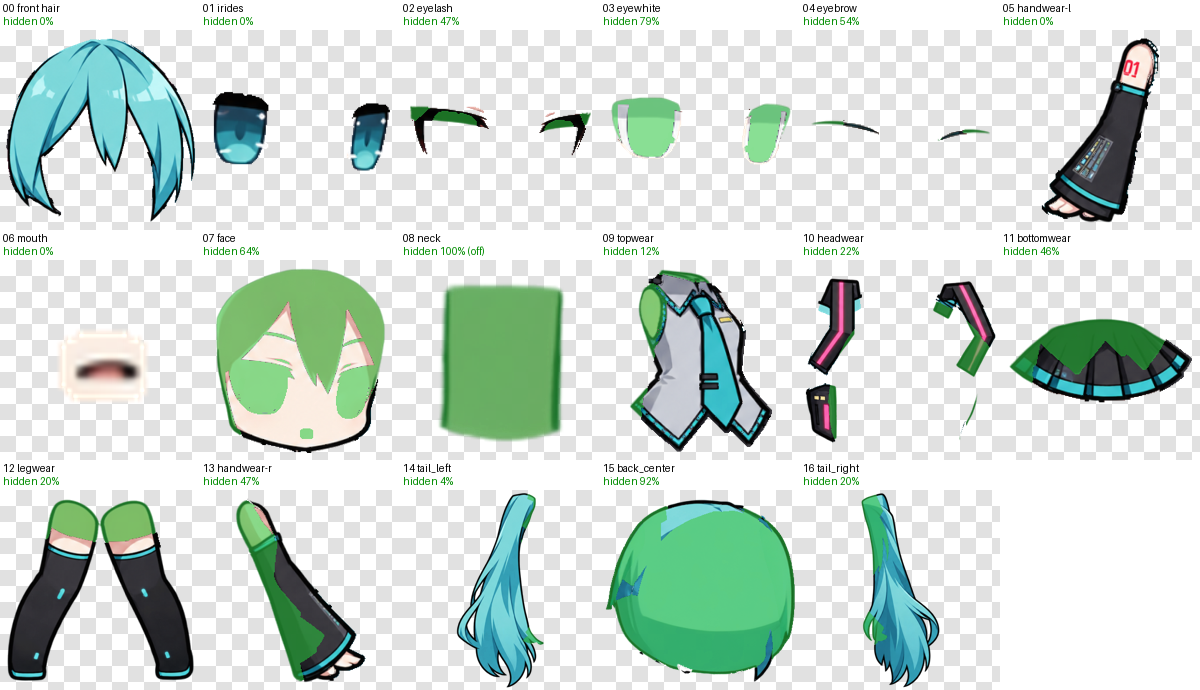 00 front hair
hidden 0%
01 irides
hidden 0%
02 eyelash
hidden 47%
03 eyewhite
hidden 79%
04 eyebrow
hidden 54%
05 handwear-l
hidden 0%
01
06 mouth
hidden 0%
07 face
hidden 64%
08 neck
hidden 100% (off)
09 topwear
hidden 12%
10 headwear
hidden 22%
11 bottomwear
hidden 46%
12 legwear
hidden 20%
13 handwear-r
hidden 47%
14 tail_left
hidden 4%
15 back_center
hidden 92%
16 tail_right
hidden 20%